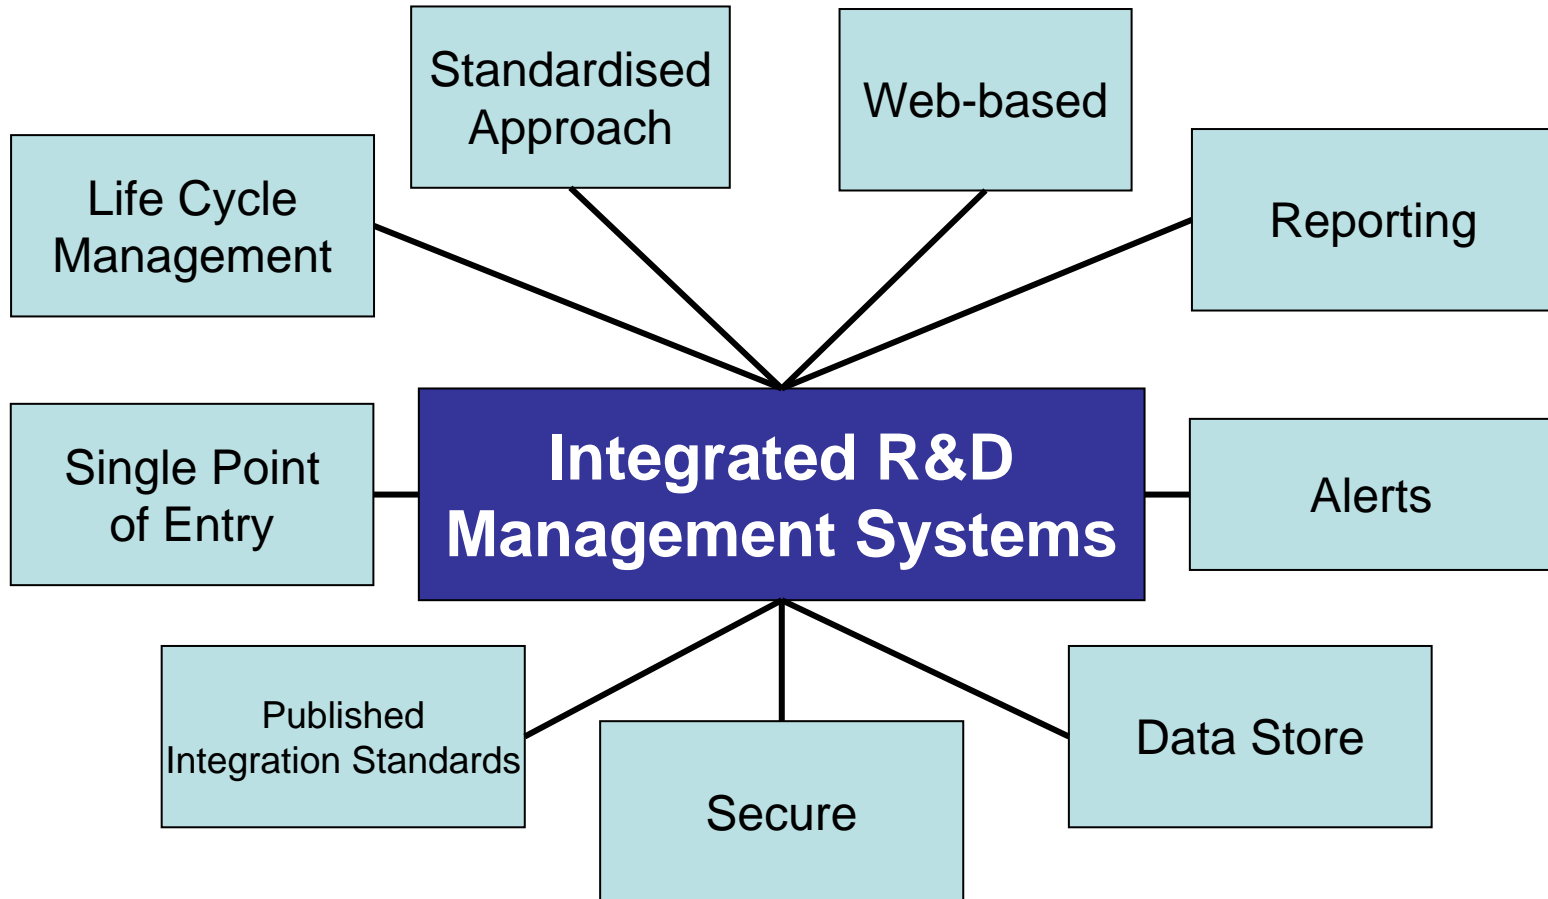 Standardised
Approach
Web-based
Life Cycle
Management
Reporting
Single Point
of Entry
Integrated R&D
Management Systems
Alerts
Published
Integration Standards
Secure
Data Store